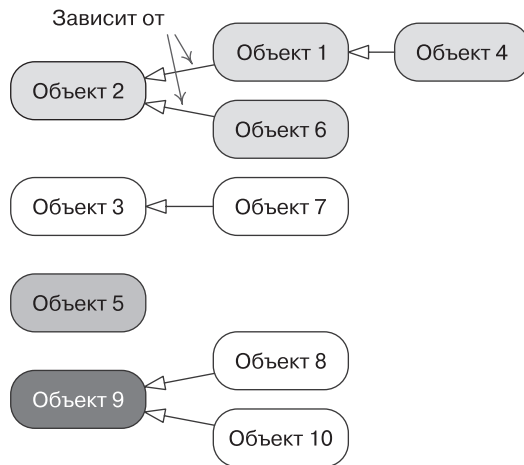 Зависит от
Объект 1
Объект 4
Объект 2
Объект 6
Объект 3
Объект 7
Объект 5
Объект 8
Объект 9
Объект 10